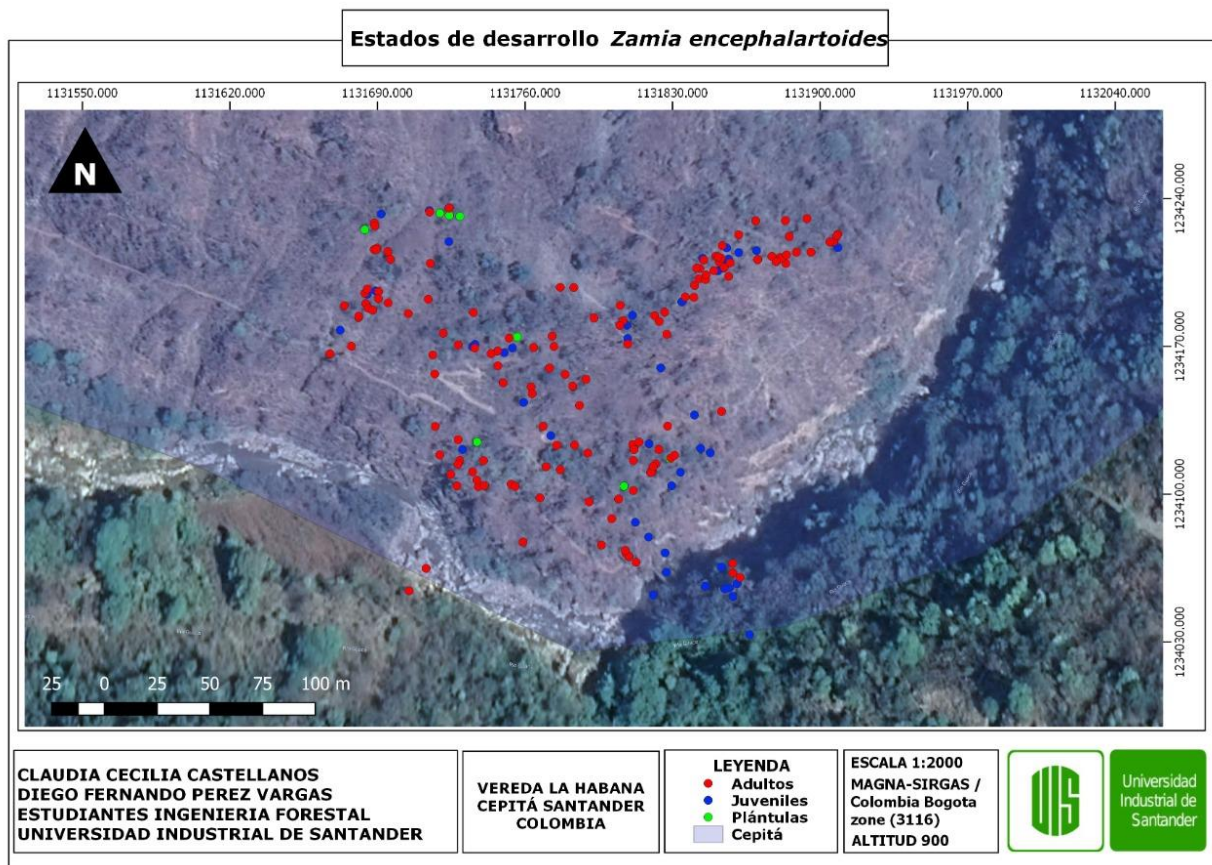 Estados de desarrollo Zamia encephalartoides
1131550.000 1131620.000 1131690.000 1131760.000 1131830.000 1131900.000 1131970.000 1132040.000
1234240.000
1234170.000
1234100.000
1234030.000
N
25 0 25 50 75 100 m
CLAUDIA CECILIA CASTELLANOS
DIEGO FERNANDO PEREZ VARGAS
ESTUDIANTES INGENIERIA FORESTAL
UNIVERSIDAD INDUSTRIAL DE SANTANDER
VEREDA LA HABANA
CEPITÁ SANTANDER
COLOMBIA
LEYENDA
Adultos
Juveniles
Plántulas
Cepitá
ESCALA 1:2000
MAGNA-SIRGAS /
Colombia Bogota
zone (3116)
ALTITUD 900
UIS
Universidad
Industrial de
Santander